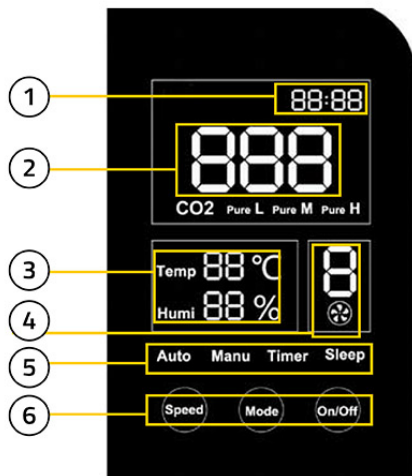 1
88:88
2
888
CO2 Pure L Pure M Pure H
3
Temp 88 °C
8
4
Humi 88 %
5
Auto Manu Timer Sleep
6
Speed Mode On/Off